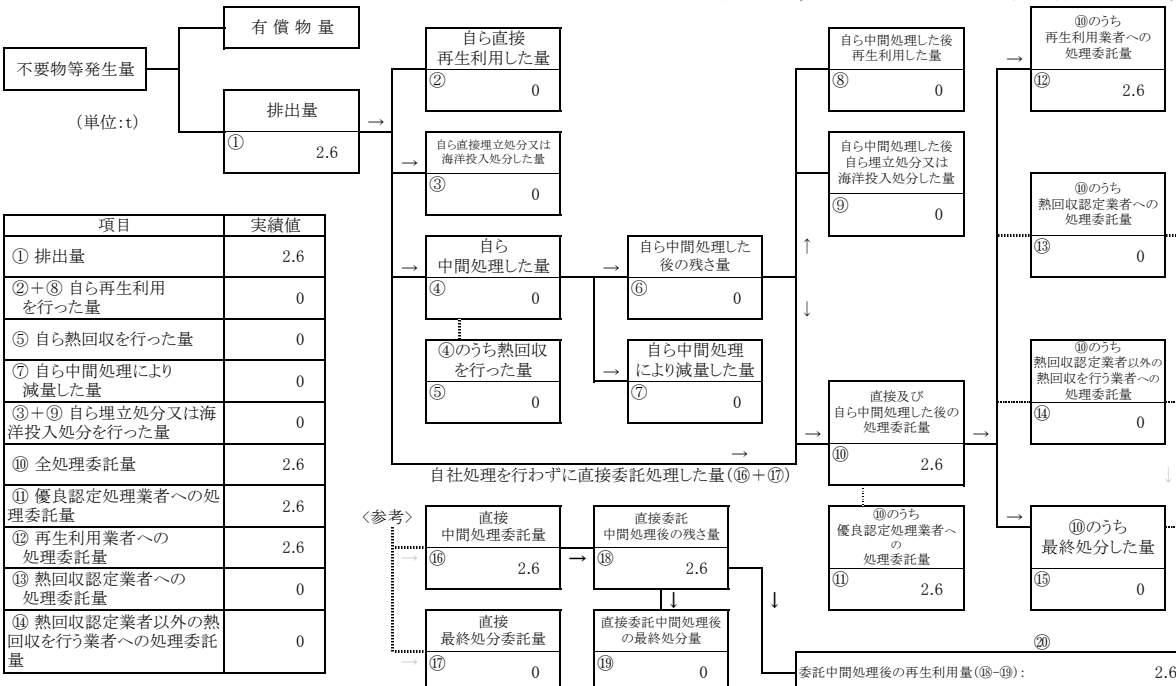 不要物等発生量
(単位:t)
有 償 物 量
排出量
→
①
2.6
自ら直接
再生利用した量
②
0
→
自ら直接埋立処分又は
海洋投入処分した量
③
0
→
自ら
中間処理した量
④
0
④のうち熱回収
を行った量
⑤
0
→
自ら中間処理した
後の残さ量
⑥
0
→
自ら中間処理
により減量した量
⑦
0
自ら中間処理した後
再生利用した量
⑧
0
自ら中間処理した後
自ら埋立処分又は
海洋投入処分した量
⑨
0
↑
↓
→
自社処理を行わずに直接委託処理した量(⑯+⑰)
→
直接及び
自ら中間処理した後の
処理委託量
⑩
2.6
→
⑩のうち
優良認定処理業者へ
の
処理委託量
⑪
2.6
→
⑩のうち
再生利用業者への
処理委託量
⑫
2.6
⑩のうち
熱回収認定業者への
処理委託量
⑬
0
⑩のうち
熱回収認定業者以外の
熱回収を行う業者への
処理委託量
⑭
0
↓
→
⑩のうち
最終処分した量
⑮
0
項目 実績値
① 排出量 2.6
②+⑧ 自ら再生利用
を行った量 0
⑤ 自ら熱回収を行った量 0
⑦ 自ら中間処理により
減量した量 0
③+⑨ 自ら埋立処分又は海
洋投入処分を行った量 0
⑩ 全処理委託量 2.6
⑪ 優良認定処理業者への処
理委託量 2.6
⑫ 再生利用業者への
処理委託量 2.6
⑬ 熱回収認定業者への
処理委託量 0
⑭ 熱回収認定業者以外の熱
回収を行う業者への処理委託
量 0
〈参考〉
→
直接
中間処理委託量
⑯
2.6
→
直接委託
中間処理後の残さ量
⑱
2.6
↓
↓
→
直接
最終処分委託量
⑰
0
直接委託中間処理後
の最終処分量
⑲
0
⑳
委託中間処理後の再生利用量(⑱-⑲): 2.6